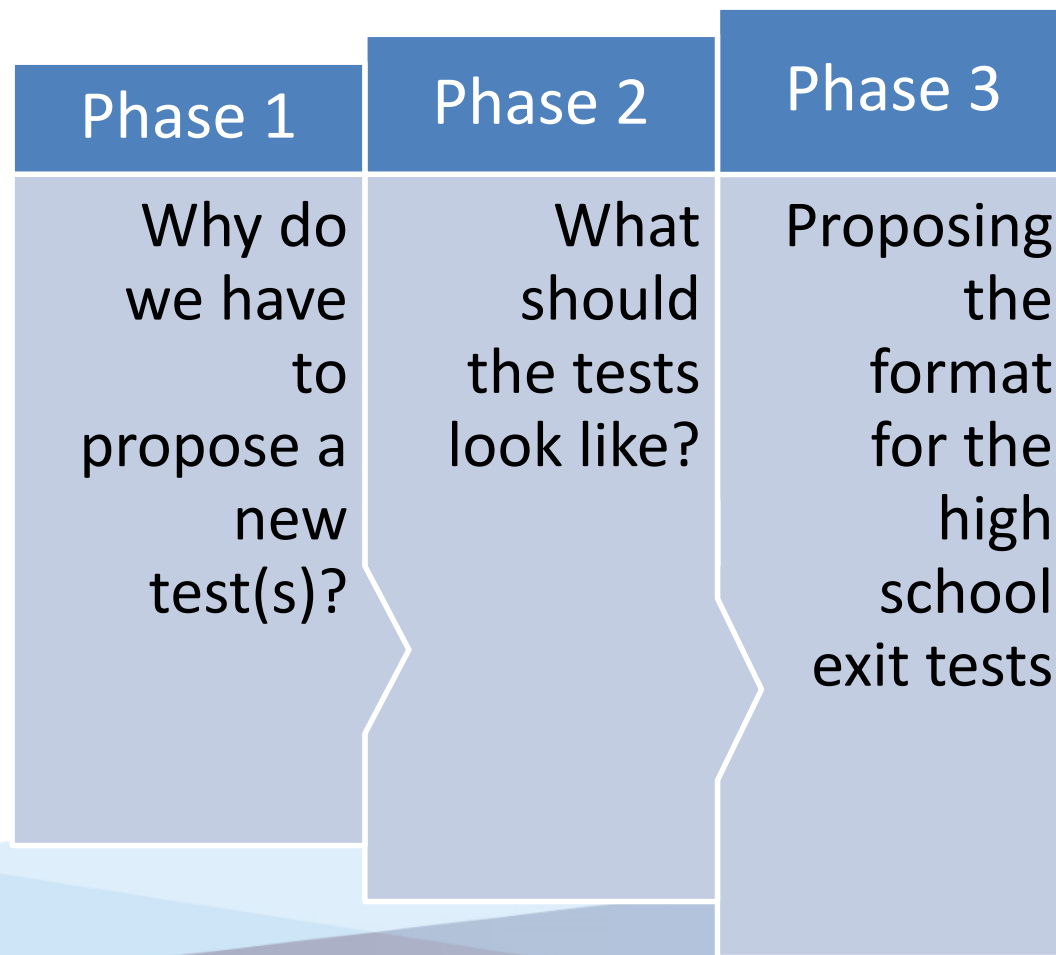 Phase 1
Why do
we have
to
propose a
new
test(s)?
Phase 2
What
should
the tests
look like?
Phase 3
Proposing
the
format
for the
high
school
exit tests